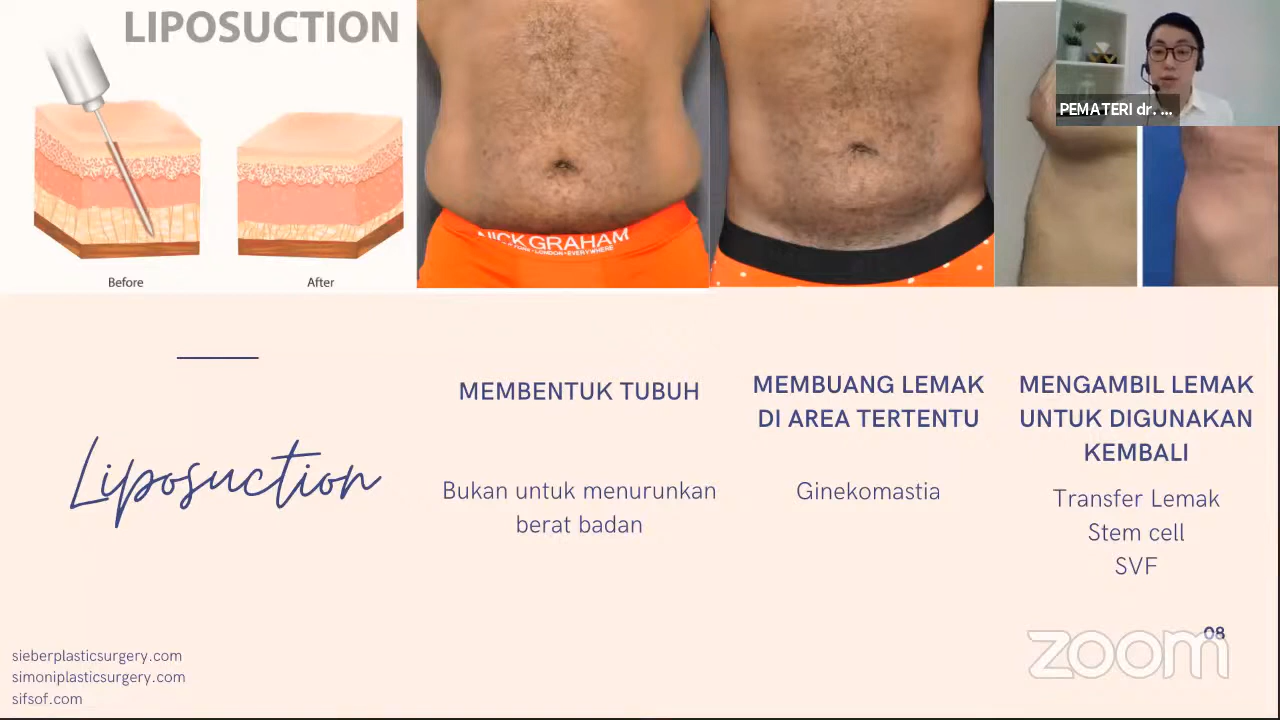 LIPOSUCTION
Before
After
NICK GRAHAM
LONDON•EVERYWHERE
PEMATERI dr. ...
Liposuction
MEMBENTUK TUBUH
Bukan untuk menurunkan
berat badan
MEMBUANG LEMAK
DI AREA TERTENTU
Ginekomastia
MENGAMBIL LEMAK
UNTUK DIGUNAKAN
KEMBALI
Transfer Lemak
Stem cell
SVF
sieberplasticsurgery.com
simoniplasticsurgery.com
sifsof.com
08
zoom